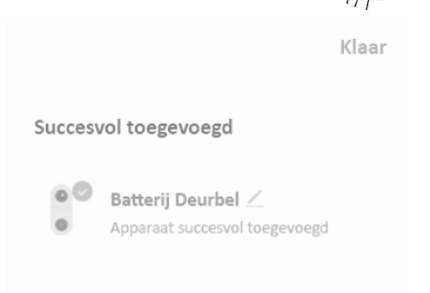 Klaar
Succesvol toegevoegd
Batterij Deurbel
Apparaat succesvol toegevoegd